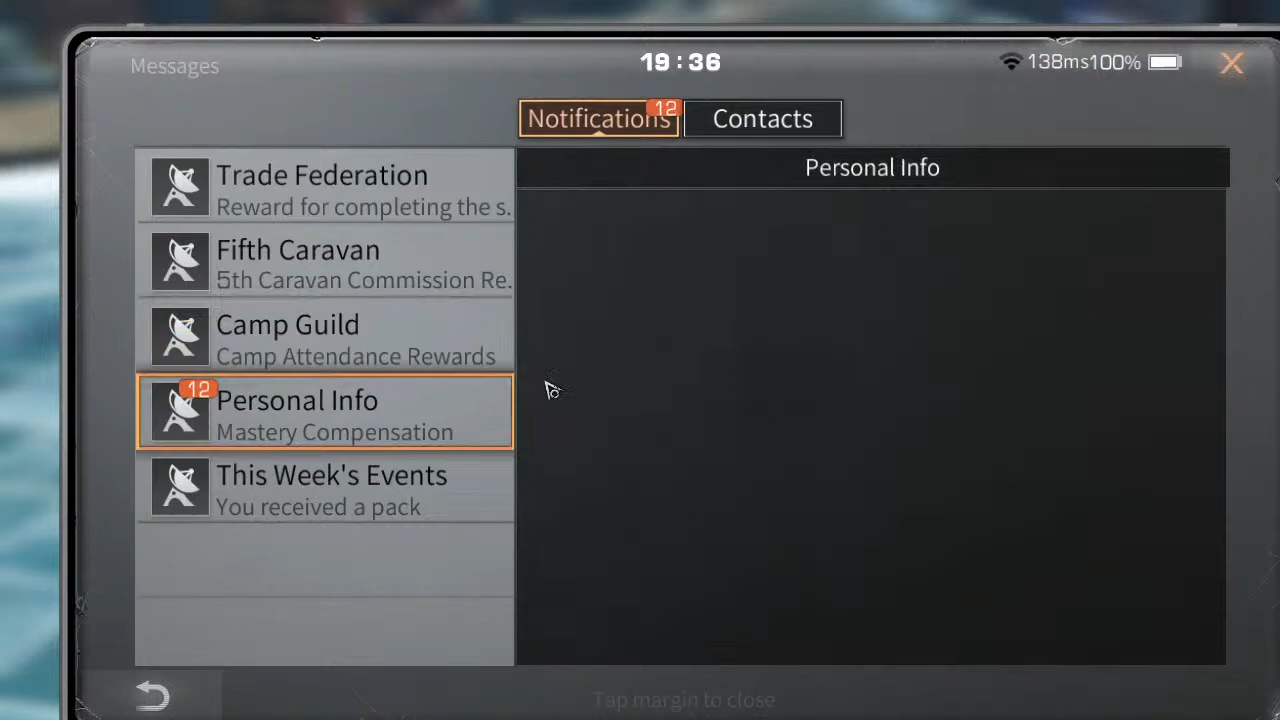 Messages
19:36
138ms100%
Notifications
12
Contacts
Trade Federation
Reward for completing the s.
Fifth Caravan
5th Caravan Commission Re.
Camp Guild
Camp Attendance Rewards
12
Personal Info
Mastery Compensation
This Week's Events
You received a pack
Personal Info
Tap margin to close